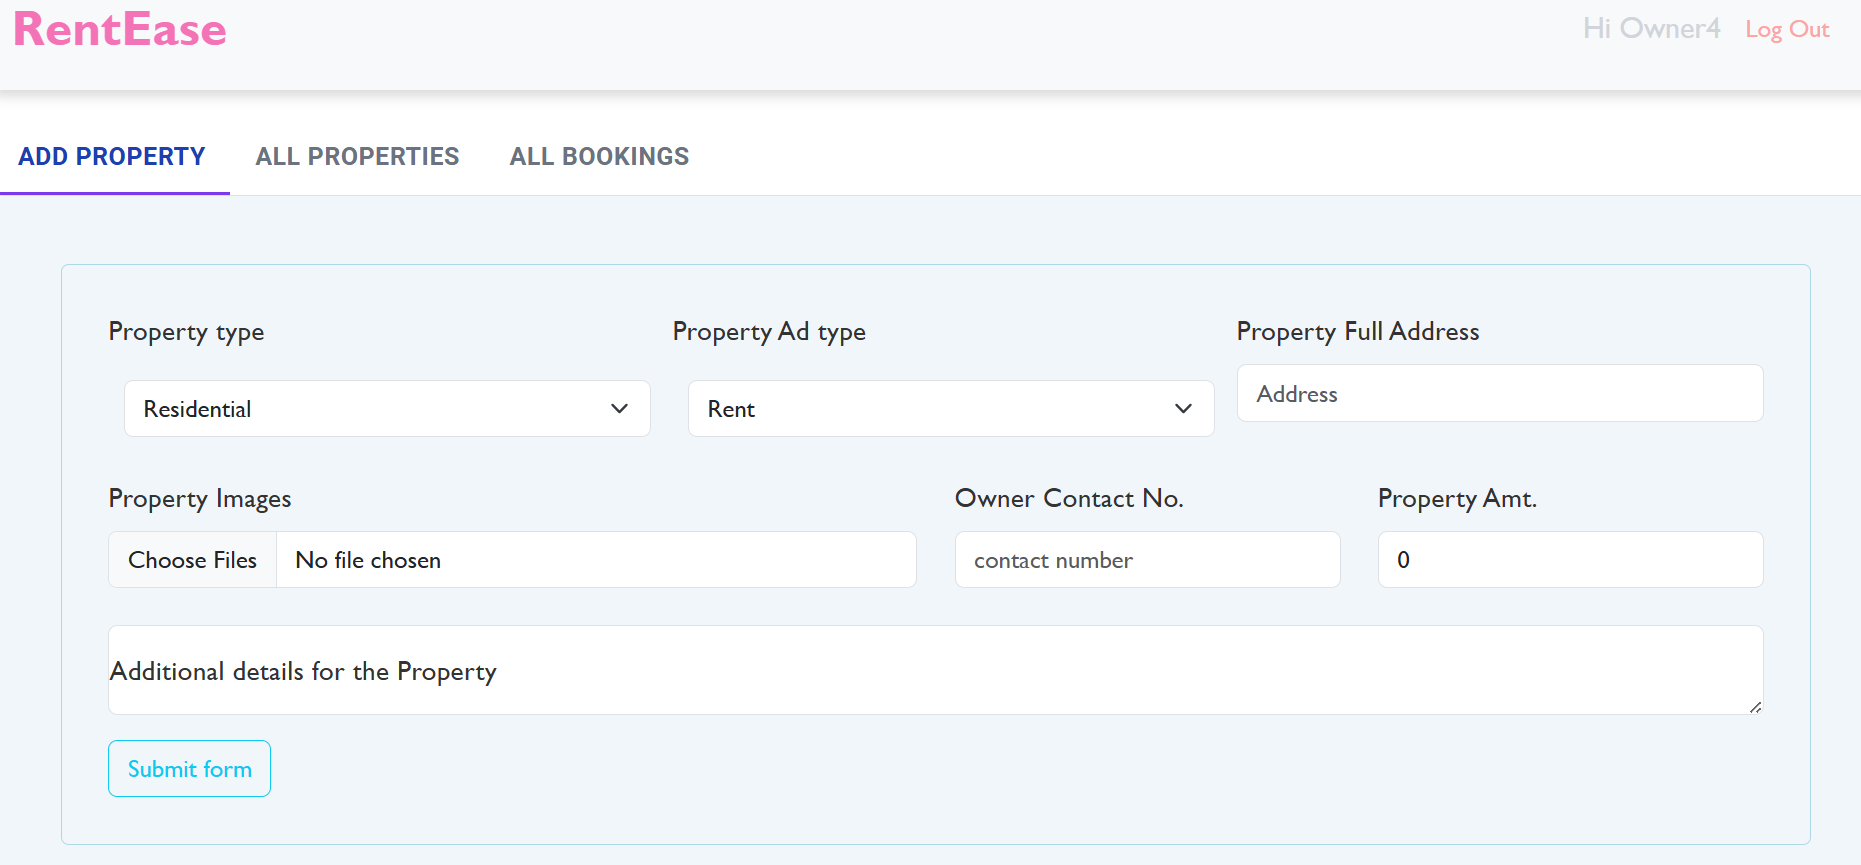 RentEase
Hi Owner4 Log Out
ADD PROPERTY ALL PROPERTIES ALL BOOKINGS
Property type Property Ad type Property Full Address
Residential Rent Address
Property Images Owner Contact No. Property Amt.
Choose Files No file chosen contact number 0
Additional details for the Property
Submit form